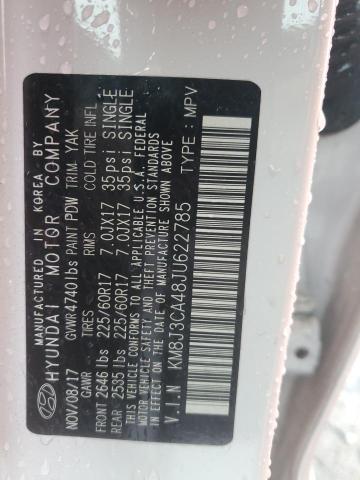 MANUFACTURED IN KOREA BY
HYUNDAI MOTOR COMPANY
NOV/08/17 GVWR 4740 lbs PAINT PDW TRIM YAK
GAWR TIRES RIMS COLD TIRE INFL.
FRONT 2646 lbs 225/60R17 7.0JX17 35psi SINGLE
REAR 2535 lbs 225/60R17 7.0JX17 35psi SINGLE
THIS VEHICLE CONFORMS TO ALL APPLICABLE U.S.A. FEDERAL
MOTOR VEHICLE SAFETY, BUMPER, AND THEFT PREVENTION STANDARDS
IN EFFECT ON THE DATE OF MANUFACTURE SHOWN ABOVE.
V.I.N KM8J3CA48JU622785 TYPE : MPV